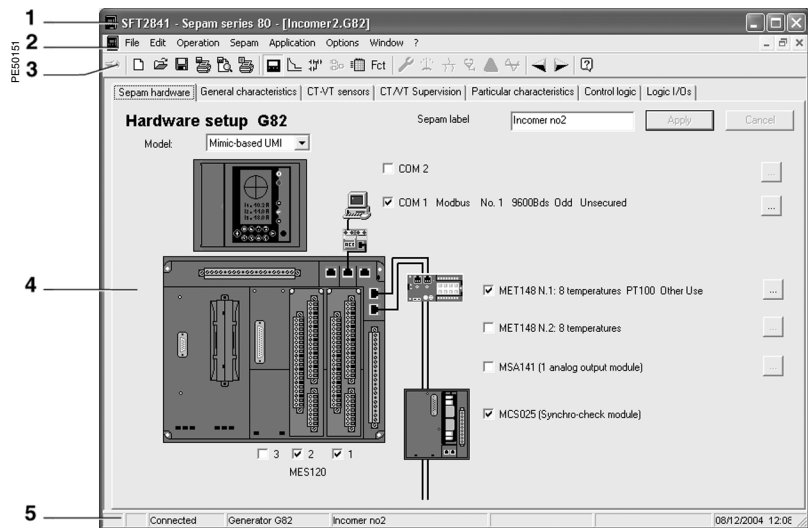 1
SFT2841 - Sepam series 80 - [Incomer2.G82]
2
File Edit Operation Sepam Application Options Window ?
PE50151
3
Fct
Sepam hardware General characteristics CT-VT sensors CT/VT Supervision Particular characteristics Control logic Logic I/Os
Hardware setup G82
Sepam label
Incomer no2
Apply
Cancel
Model:
Mimic-based UMI
COM 2
...
COM 1 Modbus No. 1 9600Bds Odd Unsecured
...
4
MET148 N.1: 8 temperatures PT100 Other Use
...
MET148 N.2: 8 temperatures
...
MSA141 (1 analog output module)
...
MCS025 (Synchro-check module)
3 2 1
MES120
5
Connected Generator G82 Incomer no2 08/12/2004 12:08